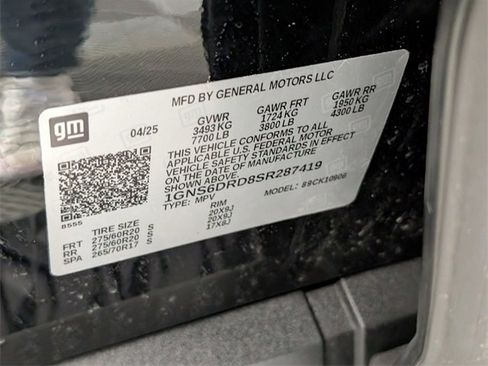 MFD BY GENERAL MOTORS LLC
gm
04/25
GVWR GAWR FRT GAWR RR
3493 KG 1724 KG 1950 KG
7700 LB 3800 LB 4300 LB
THIS VEHICLE CONFORMS TO ALL
APPLICABLE U.S. FEDERAL MOTOR
VEHICLE SAFETY STANDARDS IN EFFECT
ON THE DATE OF MANUFACTURE
SHOWN ABOVE.
1GNS6DRD8SR287419
8555
TYPE: MPV MODEL:
TIRE SIZE RIM
FRT 275/60R20 S 20X9J
RR 275/60R20 S 20X9J
SPA 265/70R17 S 17X8J